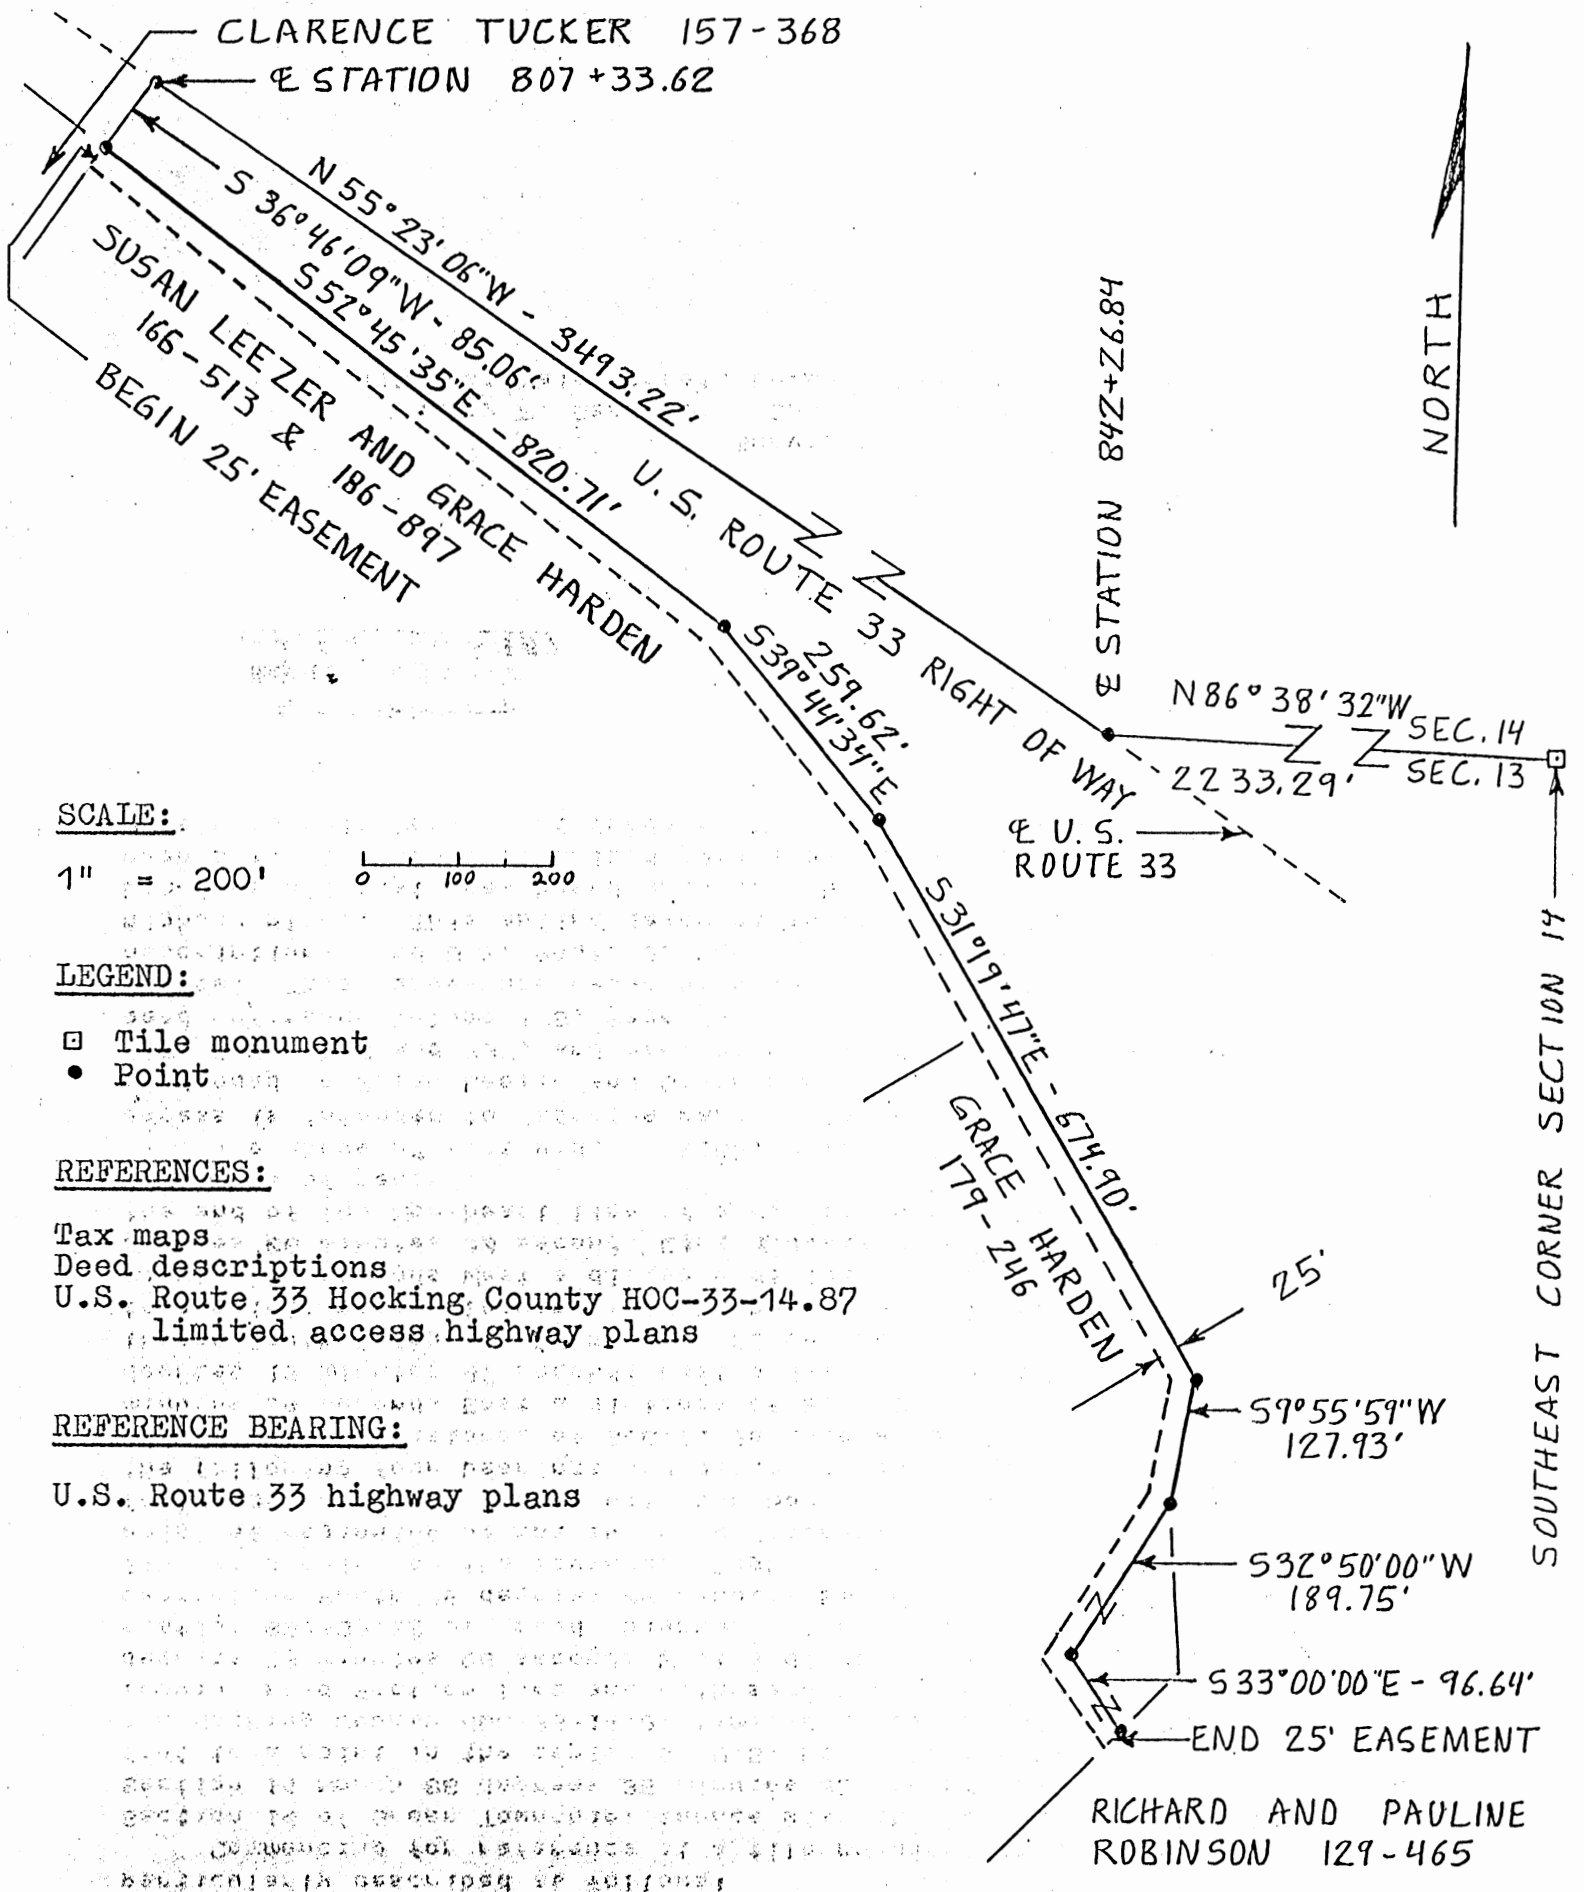 CLARENCE TUCKER 157-368
℄ STATION 807+33.62
N 55° 23' 06" W - 3493.22'
S 36° 46' 09" W - 85.06'
S 52° 45' 35" E - 820.71'
SUSAN LEEZER AND GRACE HARDEN
166-513 & 186-897
BEGIN 25' EASEMENT
U.S. ROUTE 33 RIGHT OF WAY
℄ STATION 842+26.84
NORTH
N 86° 38' 32" W
2233.29'
SEC. 14
SEC. 13
S 39° 44' 34" E
259.62'
℄ U.S.
ROUTE 33
SOUTHEAST CORNER SECTION 14
SCALE:
1" = 200'
0 100 200
LEGEND:
Tile monument
Point
S 31° 19' 47" E - 674.90'
GRACE HARDEN
179-246
REFERENCES:
Tax maps
Deed descriptions
U.S. Route 33 Hocking County HOC-33-14.87
limited access highway plans
25'
REFERENCE BEARING:
U.S. Route 33 highway plans
S 9° 55' 59" W
127.93'
S 32° 50' 00" W
189.75'
S 33° 00' 00" E - 96.64'
END 25' EASEMENT
RICHARD AND PAULINE
ROBINSON 129-465